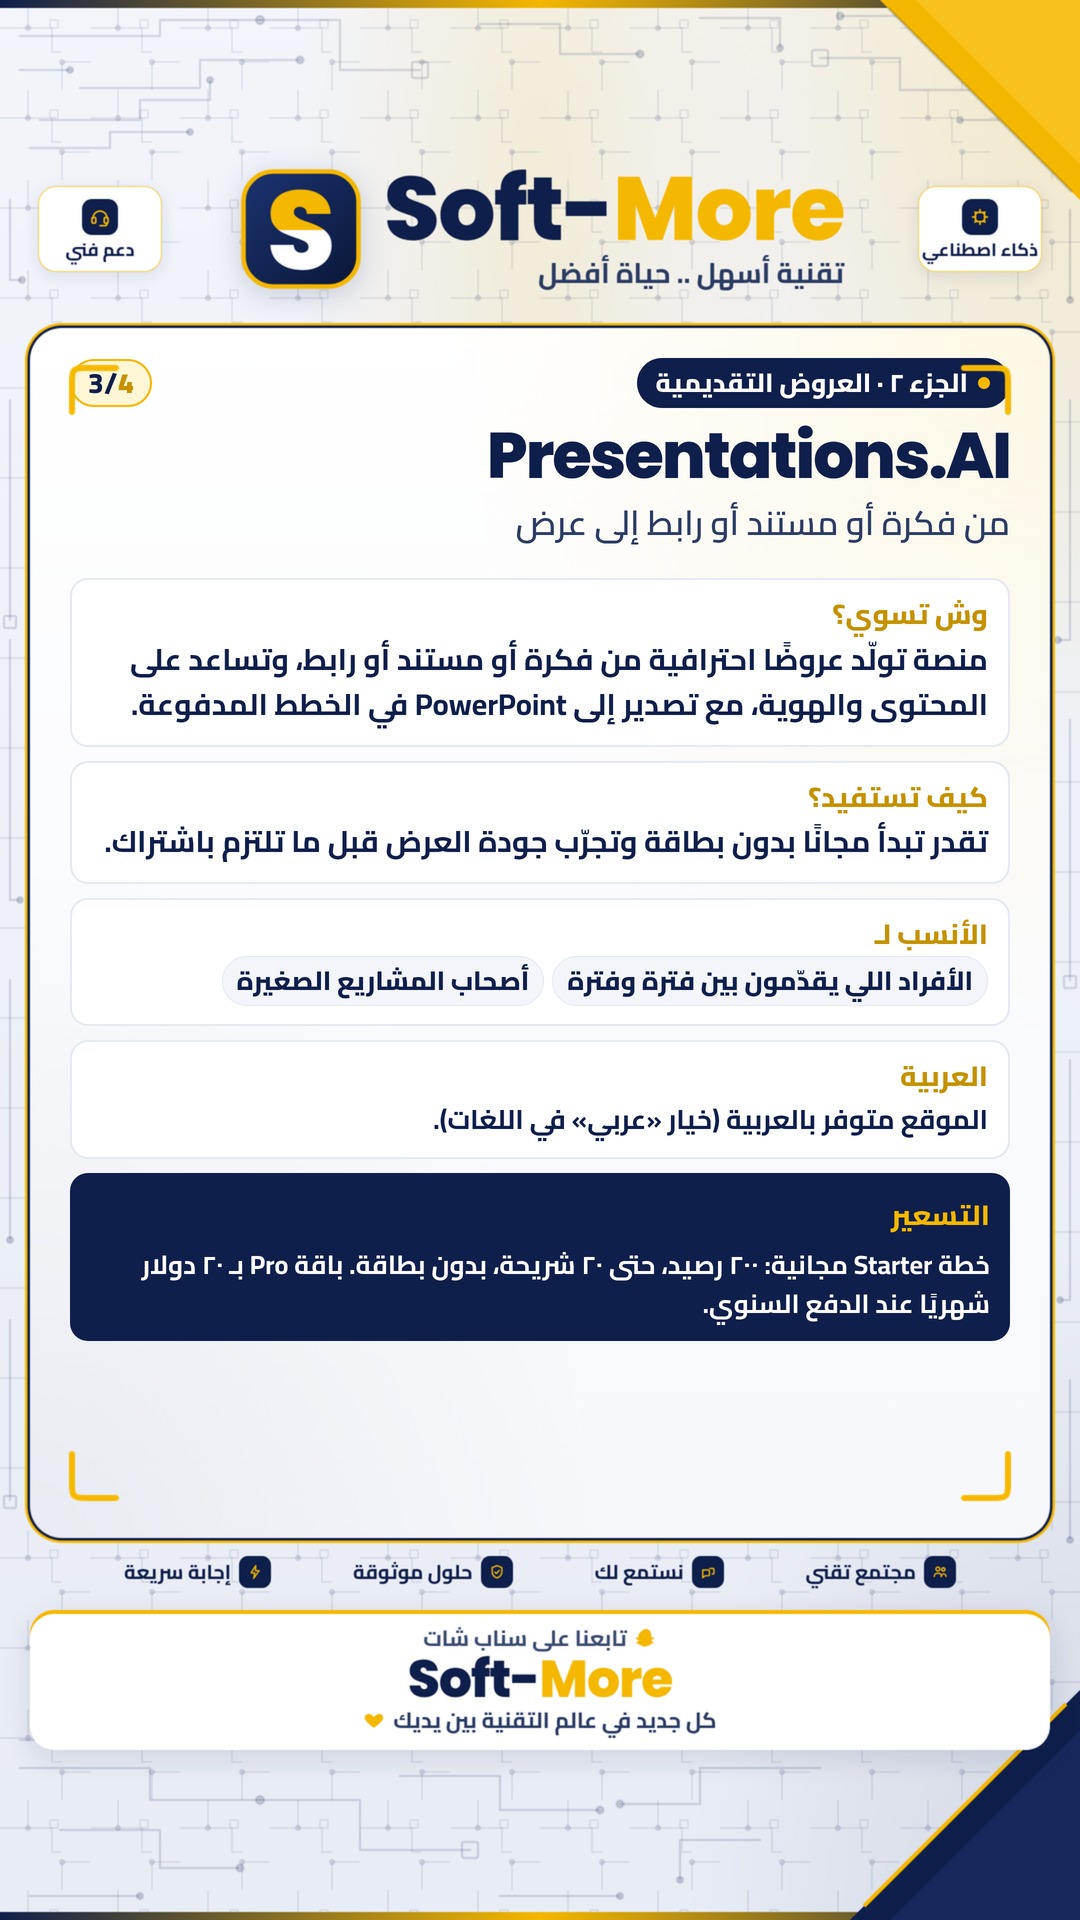 ذكاء اصطناعي
Soft-More
تقنية أسهل .. حياة أفضل
دعم فني
الجزء ٢ · العروض التقديمية
3/4
Presentations.AI
من فكرة أو مستند أو رابط إلى عرض
وش تسوي؟
منصة تولّد عروضًا احترافية من فكرة أو مستند أو رابط، وتساعد على
المحتوى والهوية، مع تصدير إلى PowerPoint في الخطط المدفوعة.
كيف تستفيد؟
تقدر تبدأ مجانًا بدون بطاقة وتجرّب جودة العرض قبل ما تلتزم باشتراك.
الأنسب لـ
الأفراد اللي يقدّمون بين فترة وفترة
أصحاب المشاريع الصغيرة
العربية
الموقع متوفر بالعربية (خيار «عربي» في اللغات).
التسعير
خطة Starter مجانية: ٢٠٠ رصيد، حتى ٢٠ شريحة، بدون بطاقة. باقة Pro بـ ٢٠ دولار
شهريًا عند الدفع السنوي.
مجتمع تقني
نستمع لك
حلول موثوقة
إجابة سريعة
تابعنا على سناب شات
Soft-More
كل جديد في عالم التقنية بين يديك